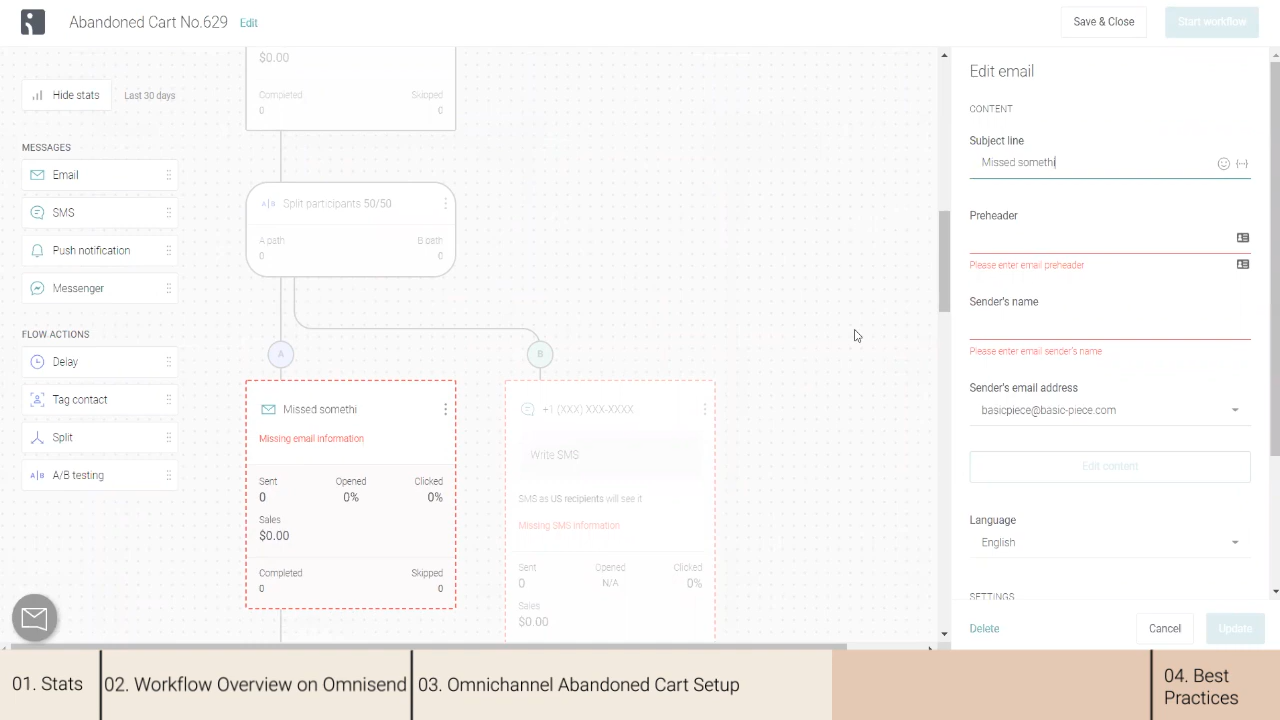 Abandoned Cart No.629 Edit
Save & Close
Start workflow
Hide stats
Last 30 days
MESSAGES
Email
SMS
Push notification
Messenger
FLOW ACTIONS
Delay
Tag contact
Split
A/B testing
$0.00
Completed Skipped
0 0
Split participants 50/50
A path B path
0 0
A
B
Missed somethi
Missing email information
Sent Opened Clicked
0 0% 0%
Sales
$0.00
Completed Skipped
0 0
+1 (XXX) XXX-XXXX
Write SMS
SMS as US recipients will see it
Missing SMS information
Sent Opened Clicked
0 N/A 0%
Sales
$0.00
Edit email
CONTENT
Subject line
Missed somethi
Preheader
Please enter email preheader
Sender's name
Please enter email sender's name
Sender's email address
basicpiece@basic-piece.com
Edit content
Language
English
SETTINGS
Delete
Cancel
Update
01. Stats
02. Workflow Overview on Omnisend
03. Omnichannel Abandoned Cart Setup
04. Best
Practices